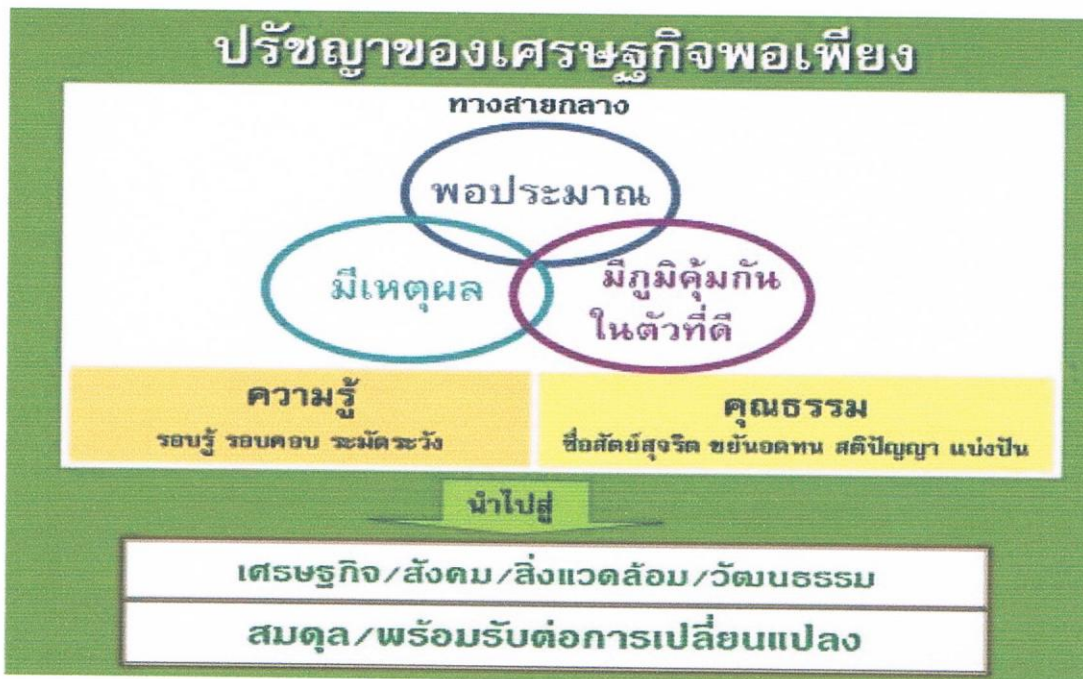 ปรัชญาของเศรษฐกิจพอเพียง
ทางสายกลาง
พอประมาณ
มีเหตุผล
มีภูมิคุ้มกัน
ในตัวที่ดี
ความรู้
รอบรู้ รอบคอบ ระมัดระวัง
คุณธรรม
ซื่อสัตย์สุจริต ขยันอดทน สติปัญญา แบ่งปัน
นำไปสู่
เศรษฐกิจ/สังคม/สิ่งแวดล้อม/วัฒนธรรม
สมดุล/พร้อมรับต่อการเปลี่ยนแปลง